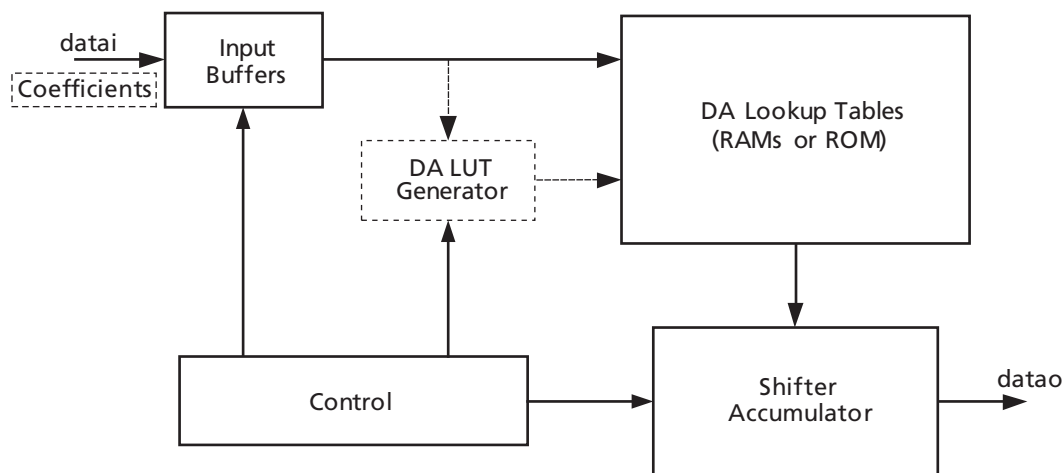 datai
Coefficients
Input
Buffers
DA LUT
Generator
DA Lookup Tables
(RAMs or ROM)
Control
Shifter
Accumulator
datao